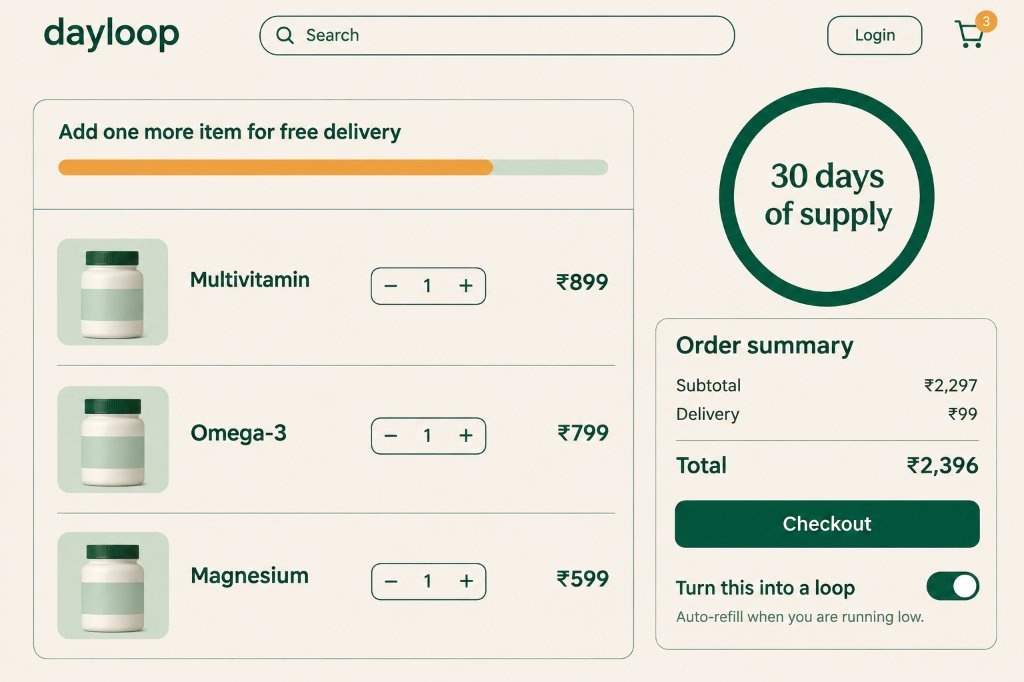 dayloop
Search
Login
3
Add one more item for free delivery
30 days
of supply
Multivitamin
− 1 +
₹899
Omega-3
− 1 +
₹799
Magnesium
− 1 +
₹599
Order summary
Subtotal ₹2,297
Delivery ₹99
Total ₹2,396
Checkout
Turn this into a loop
Auto-refill when you are running low.